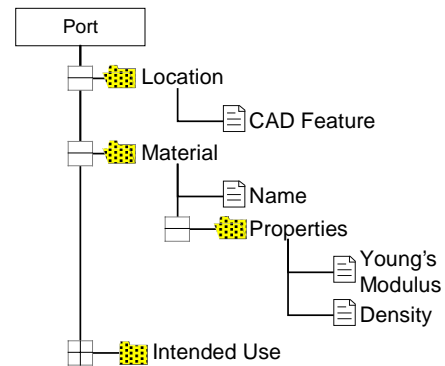 Port
Location
CAD Feature
Material
Name
Properties
Young's
Modulus
Density
Intended Use